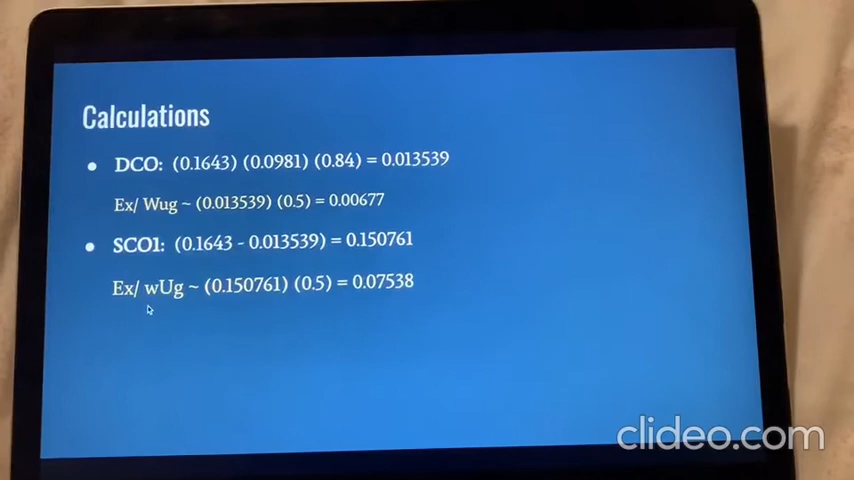 Calculations
● DCO: (0.1643) (0.0981) (0.84) = 0.013539
Ex/ Wug ~ (0.013539) (0.5) = 0.00677
● SCO1: (0.1643 - 0.013539) = 0.150761
Ex/ wUg ~ (0.150761) (0.5) = 0.07538
clideo.com